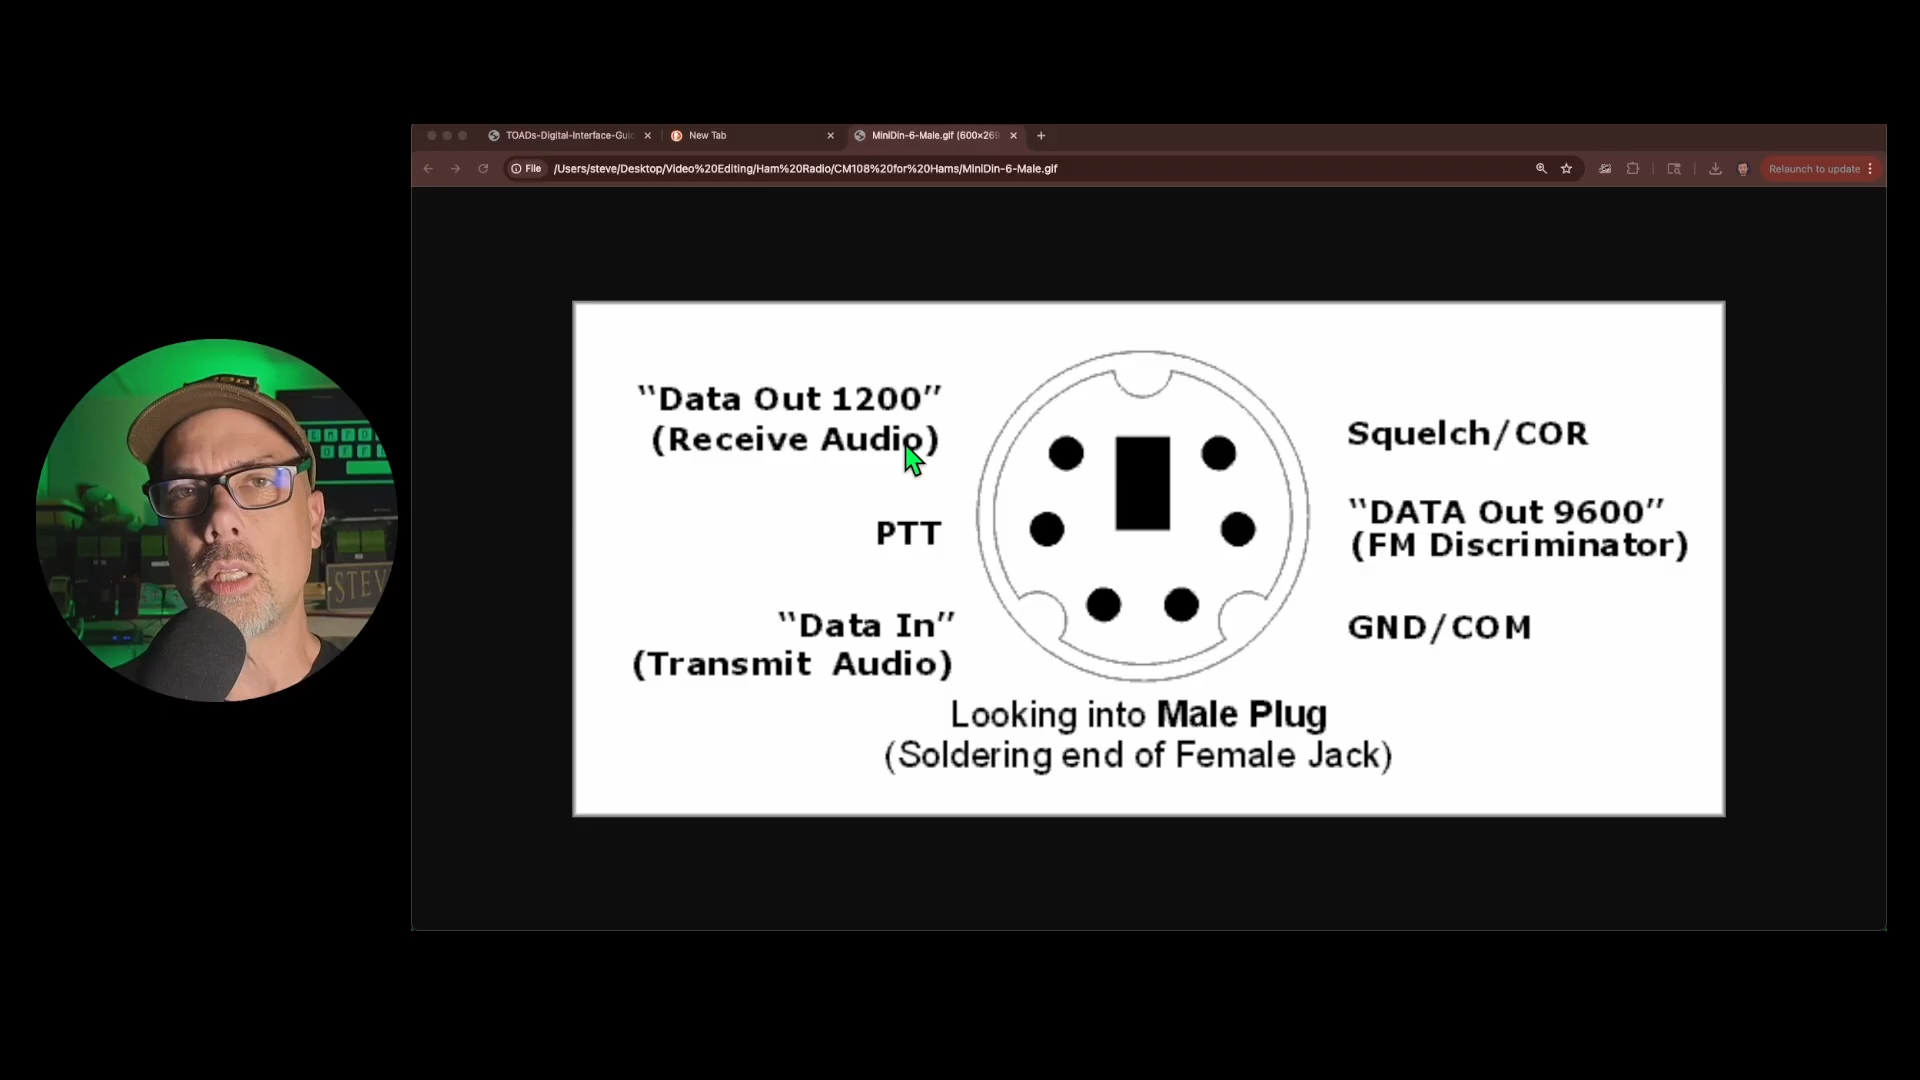 TOADs-Digital-Interface-Gui
New Tab
MiniDin-6-Male.gif (600×269
File
/Users/steve/Desktop/Video%20Editing/Ham%20Radio/CM108%20for%20Hams/MiniDin-6-Male.gif
Relaunch to update
“Data Out 1200”
(Receive Audio)
PTT
“Data In”
(Transmit Audio)
Squelch/COR
“DATA Out 9600”
(FM Discriminator)
GND/COM
Looking into Male Plug
(Soldering end of Female Jack)
STEV